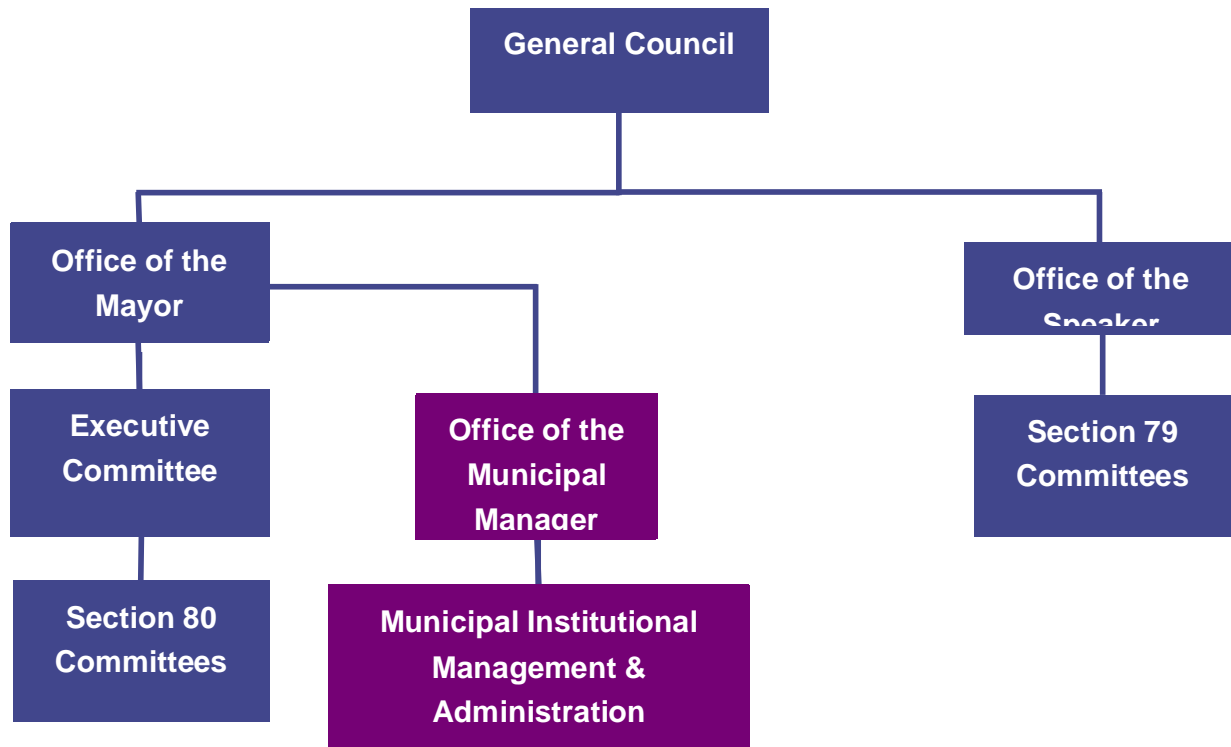 General Council
Office of the
Mayor
Office of the
Speaker
Executive
Committee
Office of the
Municipal
Manager
Section 79
Committees
Section 80
Committees
Municipal Institutional
Management &
Administration